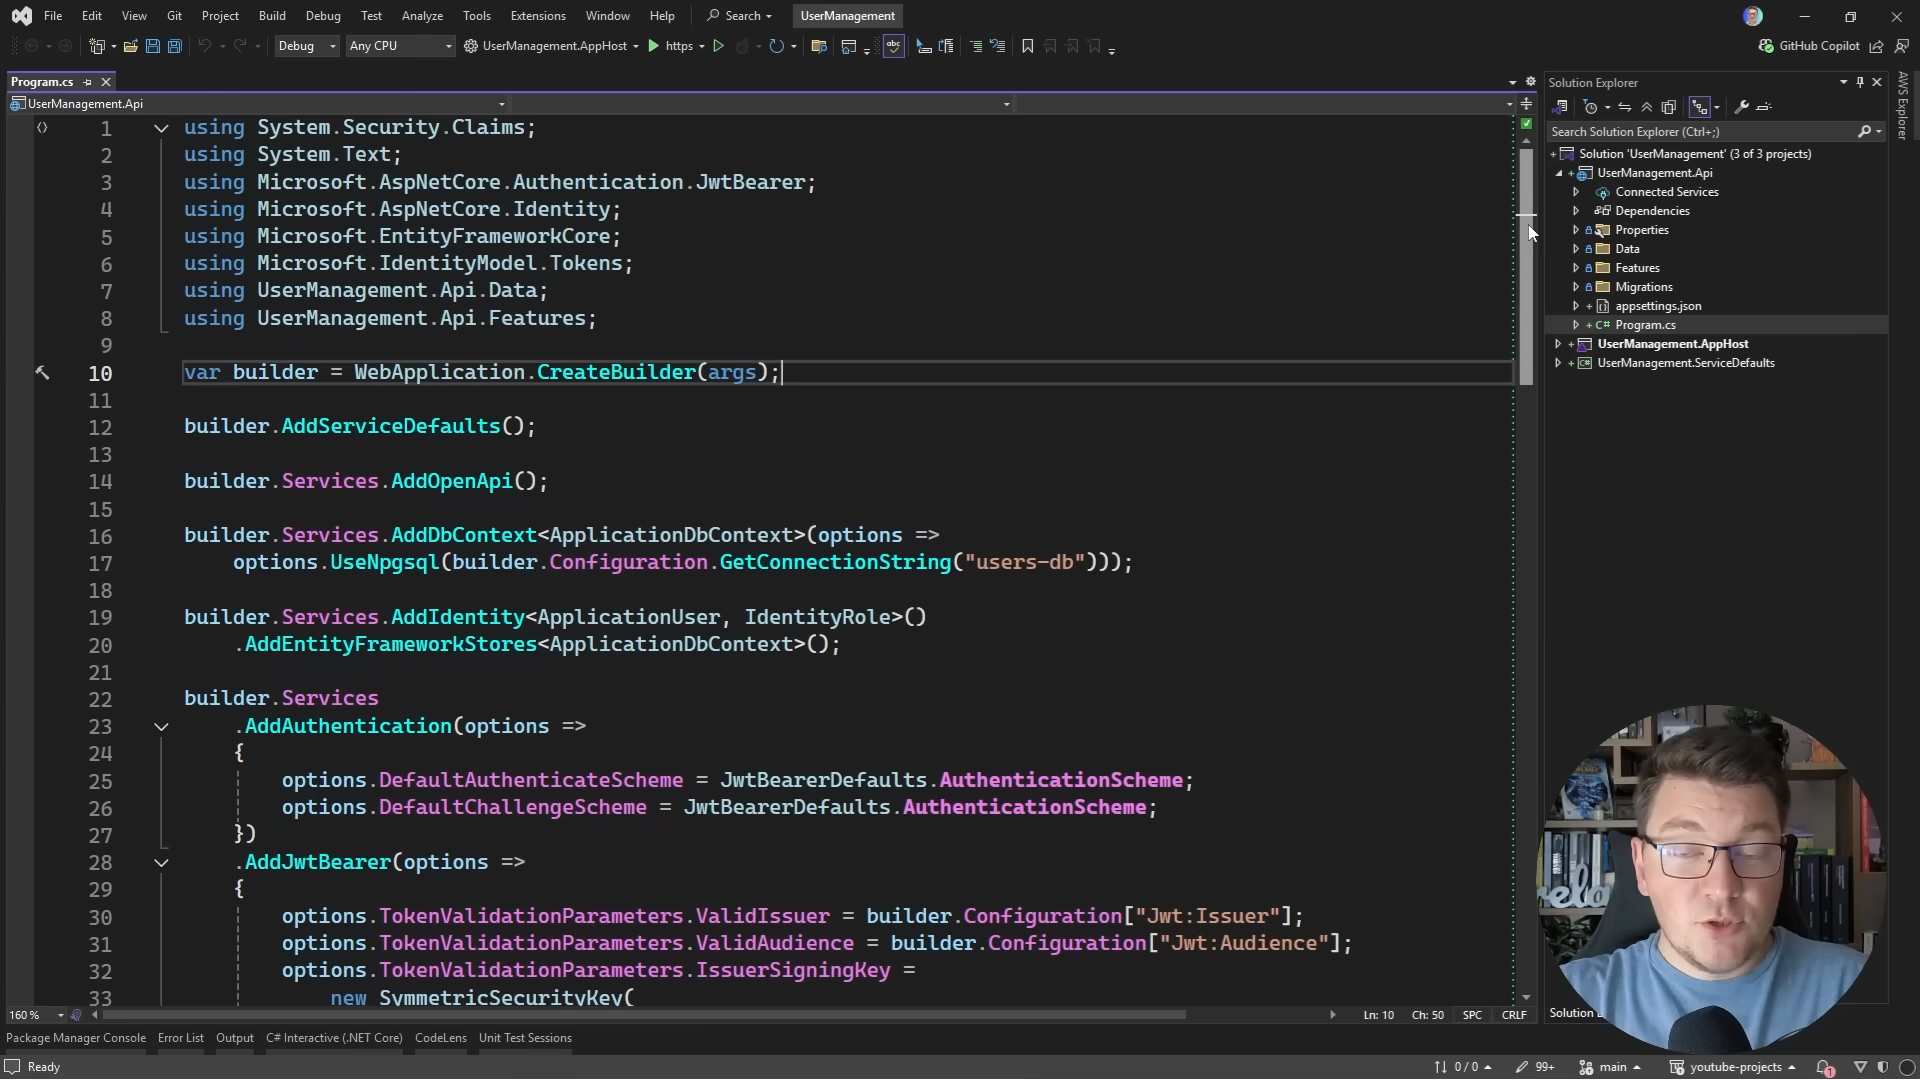 File Edit View Git Project Build Debug Test Analyze Tools Extensions Window Help Search UserManagement
Debug Any CPU UserManagement.AppHost https GitHub Copilot
Program.cs
UserManagement.Api
1 using System.Security.Claims;
2 using System.Text;
3 using Microsoft.AspNetCore.Authentication.JwtBearer;
4 using Microsoft.AspNetCore.Identity;
5 using Microsoft.EntityFrameworkCore;
6 using Microsoft.IdentityModel.Tokens;
7 using UserManagement.Api.Data;
8 using UserManagement.Api.Features;
9
10 var builder = WebApplication.CreateBuilder(args);
11
12 builder.AddServiceDefaults();
13
14 builder.Services.AddOpenApi();
15
16 builder.Services.AddDbContext<ApplicationDbContext>(options =>
17 options.UseNpgsql(builder.Configuration.GetConnectionString("users-db")));
18
19 builder.Services.AddIdentity<ApplicationUser, IdentityRole>()
20 .AddEntityFrameworkStores<ApplicationDbContext>();
21
22 builder.Services
23 .AddAuthentication(options =>
24 {
25 options.DefaultAuthenticateScheme = JwtBearerDefaults.AuthenticationScheme;
26 options.DefaultChallengeScheme = JwtBearerDefaults.AuthenticationScheme;
27 })
28 .AddJwtBearer(options =>
29 {
30 options.TokenValidationParameters.ValidIssuer = builder.Configuration["Jwt:Issuer"];
31 options.TokenValidationParameters.ValidAudience = builder.Configuration["Jwt:Audience"];
32 options.TokenValidationParameters.IssuerSigningKey =
33 new SymmetricSecurityKey(
160 % Ln: 10 Ch: 50 SPC CRLF
Solution Explorer
Search Solution Explorer (Ctrl+;)
Solution 'UserManagement' (3 of 3 projects)
UserManagement.Api
Connected Services
Dependencies
Properties
Data
Features
Migrations
appsettings.json
Program.cs
UserManagement.AppHost
UserManagement.ServiceDefaults
AWS Explorer
Solution
Package Manager Console Error List Output C# Interactive (.NET Core) CodeLens Unit Test Sessions
Ready 0 / 0 99+ main youtube-projects 1